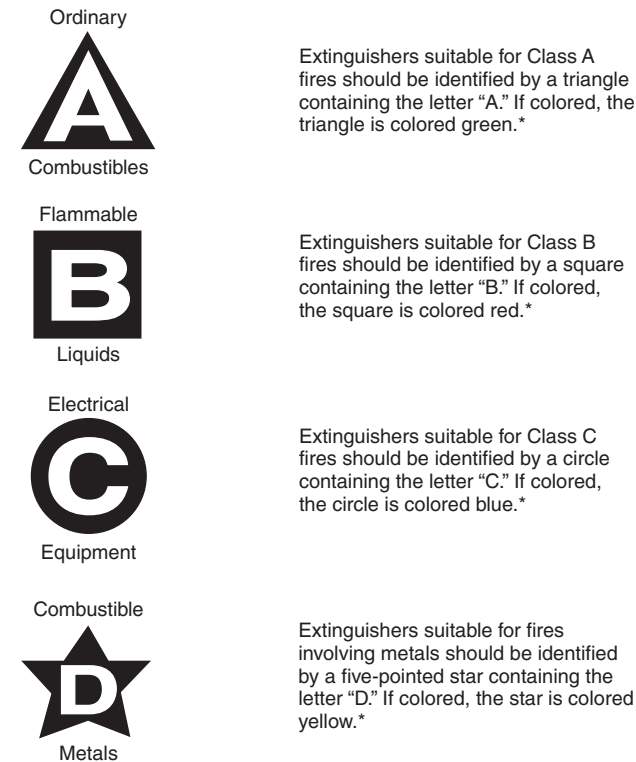 Ordinary
A
Combustibles
Extinguishers suitable for Class A
fires should be identified by a triangle
containing the letter “A.” If colored, the
triangle is colored green.*
Flammable
B
Liquids
Extinguishers suitable for Class B
fires should be identified by a square
containing the letter “B.” If colored,
the square is colored red.*
Electrical
C
Equipment
Extinguishers suitable for Class C
fires should be identified by a circle
containing the letter “C.” If colored,
the circle is colored blue.*
Combustible
D
Metals
Extinguishers suitable for fires
involving metals should be identified
by a five-pointed star containing the
letter “D.” If colored, the star is colored
yellow.*